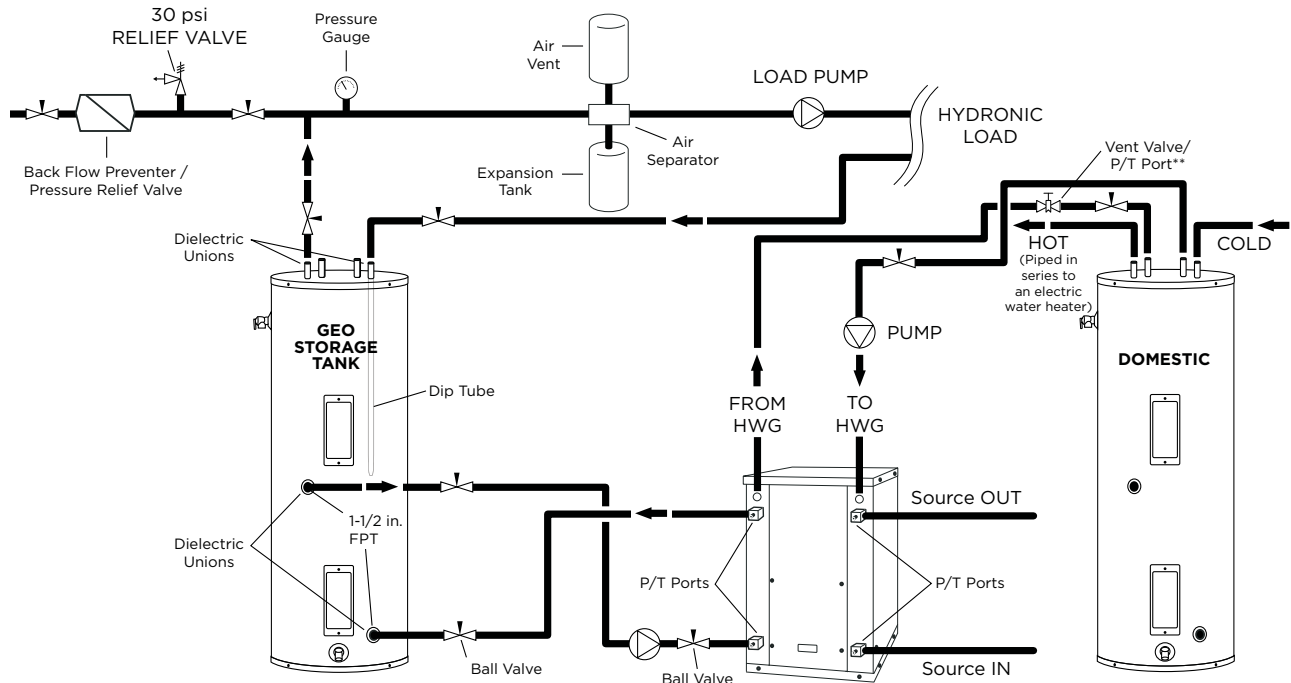 30 psi
RELIEF VALVE
Pressure
Gauge
Air
Vent
LOAD PUMP
HYDRONIC
LOAD
Back Flow Preventer /
Pressure Relief Valve
Air
Separator
Expansion
Tank
Vent Valve/
P/T Port**
Dielectric
Unions
HOT
(Piped in
series to
an electric
water heater)
COLD
GEO
STORAGE
TANK
PUMP
DOMESTIC
Dip Tube
FROM
HWG
TO
HWG
Source OUT
1-1/2 in.
FPT
Dielectric
Unions
P/T Ports
P/T Ports
Ball Valve
Ball Valve
Source IN